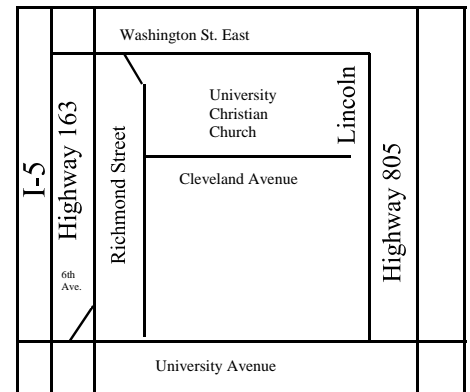 Washington St. East
University
Christian
Church
Lincoln
I-5
Highway 163
Richmond Street
Cleveland Avenue
Highway 805
6th
Ave.
University Avenue